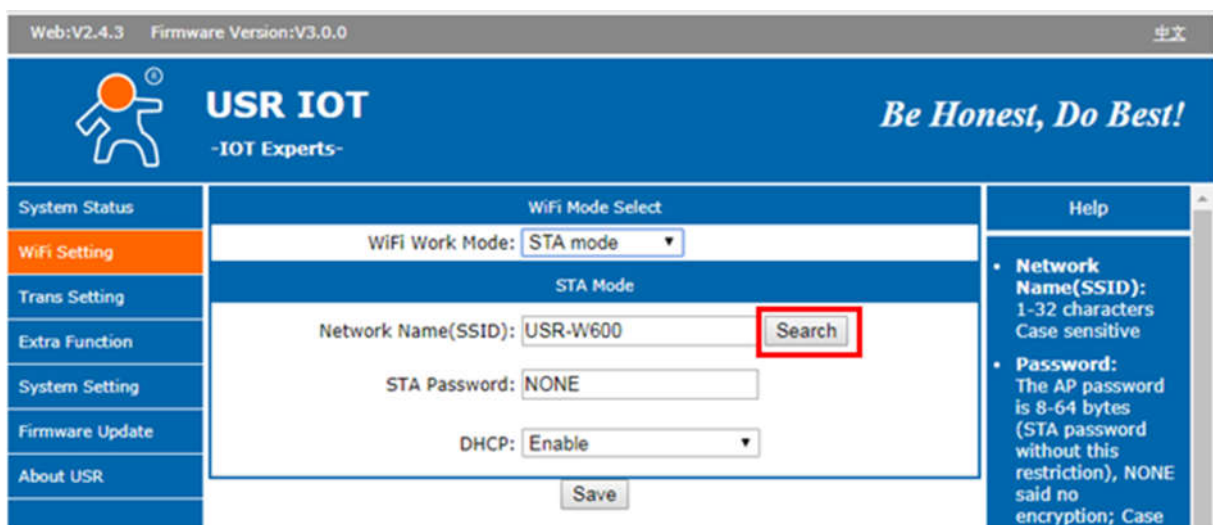 Web:V2.4.3 Firmware Version:V3.0.0 中文
®
USR IOT
-IOT Experts-
Be Honest, Do Best!
System Status
WiFi Setting
Trans Setting
Extra Function
System Setting
Firmware Update
About USR
WiFi Mode Select
WiFi Work Mode: STA mode
STA Mode
Network Name(SSID): USR-W600 Search
STA Password: NONE
DHCP: Enable
Save
Help
• Network
Name(SSID):
1-32 characters
Case sensitive
• Password:
The AP password
is 8-64 bytes
(STA password
without this
restriction), NONE
said no
encryption; Case